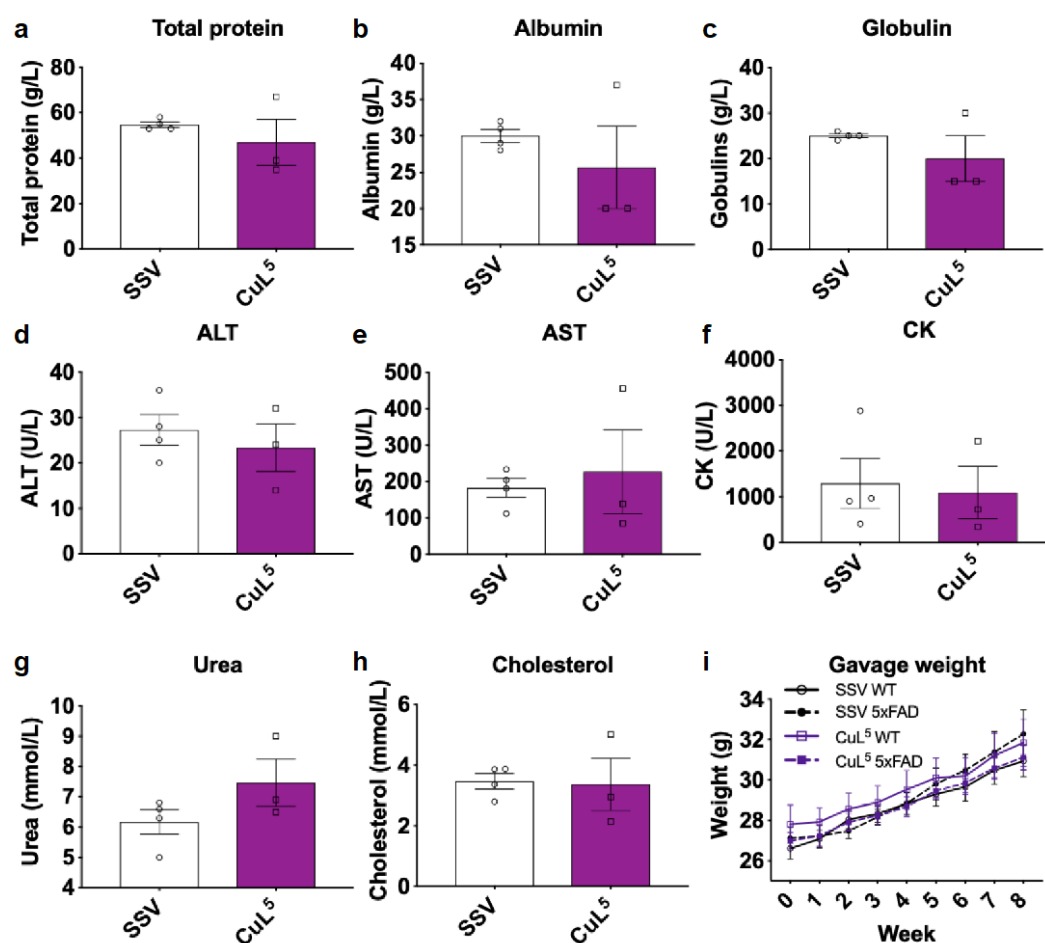 a Total protein
Total protein (g/L)
80
60
40
20
0
SSV
CuL⁵
b Albumin
Albumin (g/L)
40
35
30
25
20
15
SSV
CuL⁵
c Globulin
Gobulins (g/L)
40
30
20
10
0
SSV
CuL⁵
d ALT
ALT (U/L)
40
30
20
10
0
SSV
CuL⁵
e AST
AST (U/L)
500
400
300
200
100
0
SSV
CuL⁵
f CK
CK (U/L)
4000
3000
2000
1000
0
SSV
CuL⁵
g Urea
Urea (mmol/L)
10
9
8
7
6
5
4
SSV
CuL⁵
h Cholesterol
Cholesterol (mmol/L)
6
4
2
0
SSV
CuL⁵
i Gavage weight
SSV WT
SSV 5xFAD
CuL⁵ WT
CuL⁵ 5xFAD
Weight (g)
34
32
30
28
26
0 1 2 3 4 5 6 7 8
Week